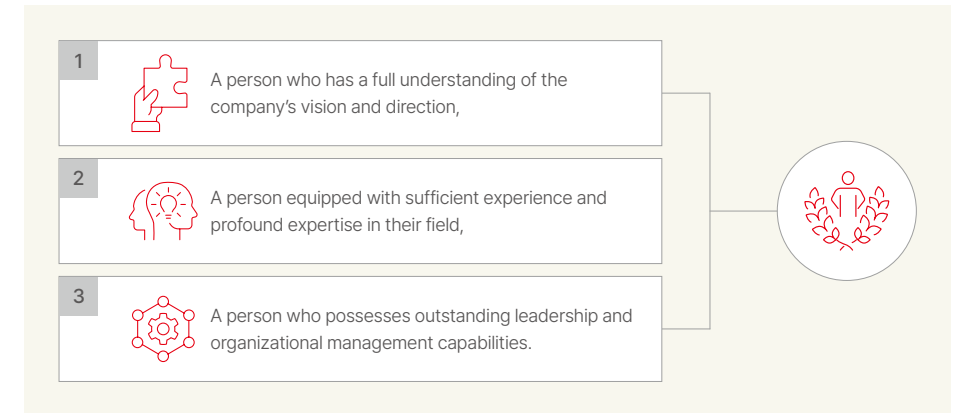 1
A person who has a full understanding of the
company's vision and direction,
2
A person equipped with sufficient experience and
profound expertise in their field,
3
A person who possesses outstanding leadership and
organizational management capabilities.